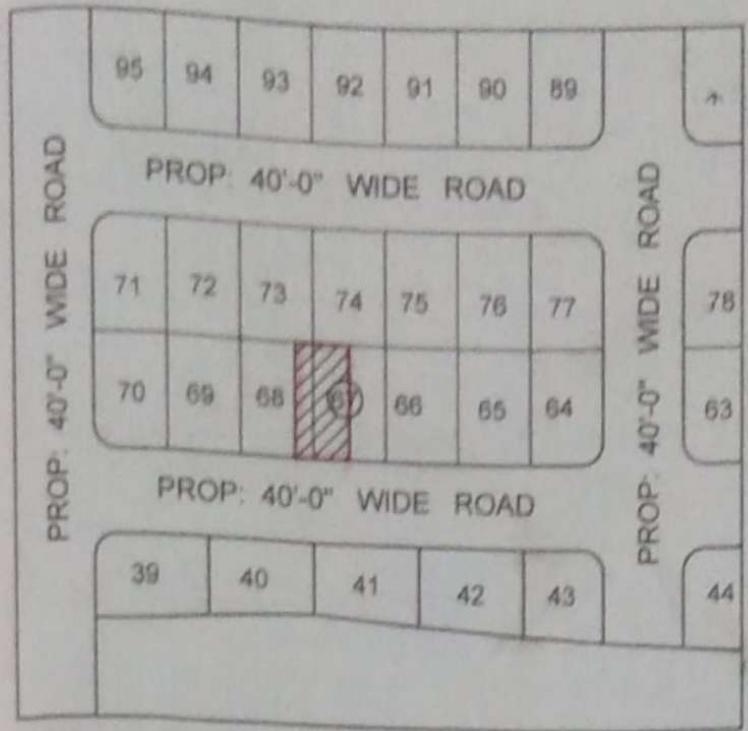 95 94 93 92 91 90 89
PROP: 40'-0" WIDE ROAD
71 72 73 74 75 76 77 78
70 69 68 67 66 65 64 63
PROP: 40'-0" WIDE ROAD
39 40 41 42 43 44
PROP: 40'-0" WIDE ROAD
PROP: 40'-0" WIDE ROAD